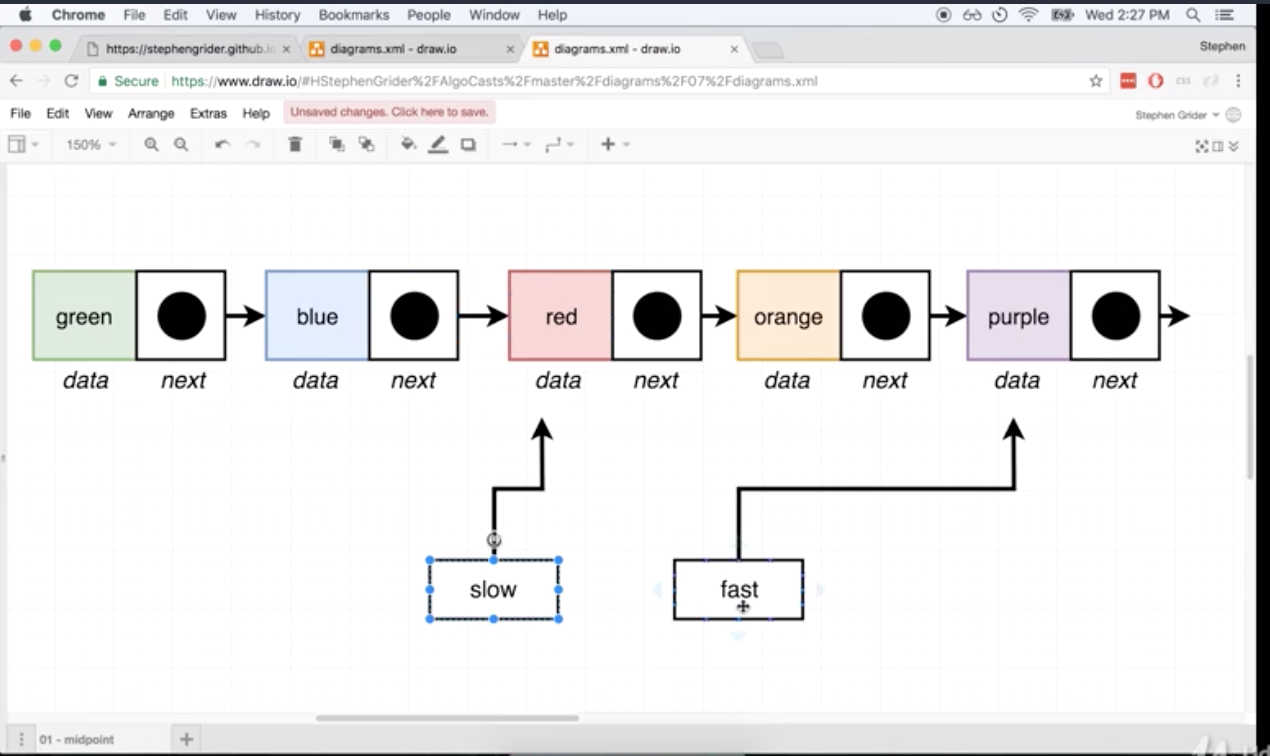 Chrome File Edit View History Bookmarks People Window Help Wed 2:27 PM
https://stephengrider.github.io diagrams.xml - draw.io diagrams.xml - draw.io Stephen
Secure https://www.draw.io/#HStephenGrider%2FAlgoCasts%2Fmaster%2Fdiagrams%2F07%2Fdiagrams.xml css
File Edit View Arrange Extras Help Unsaved changes. Click here to save. Stephen Grider
150%
green blue red orange purple
data next data next data next data next data next
slow fast
01 - midpoint